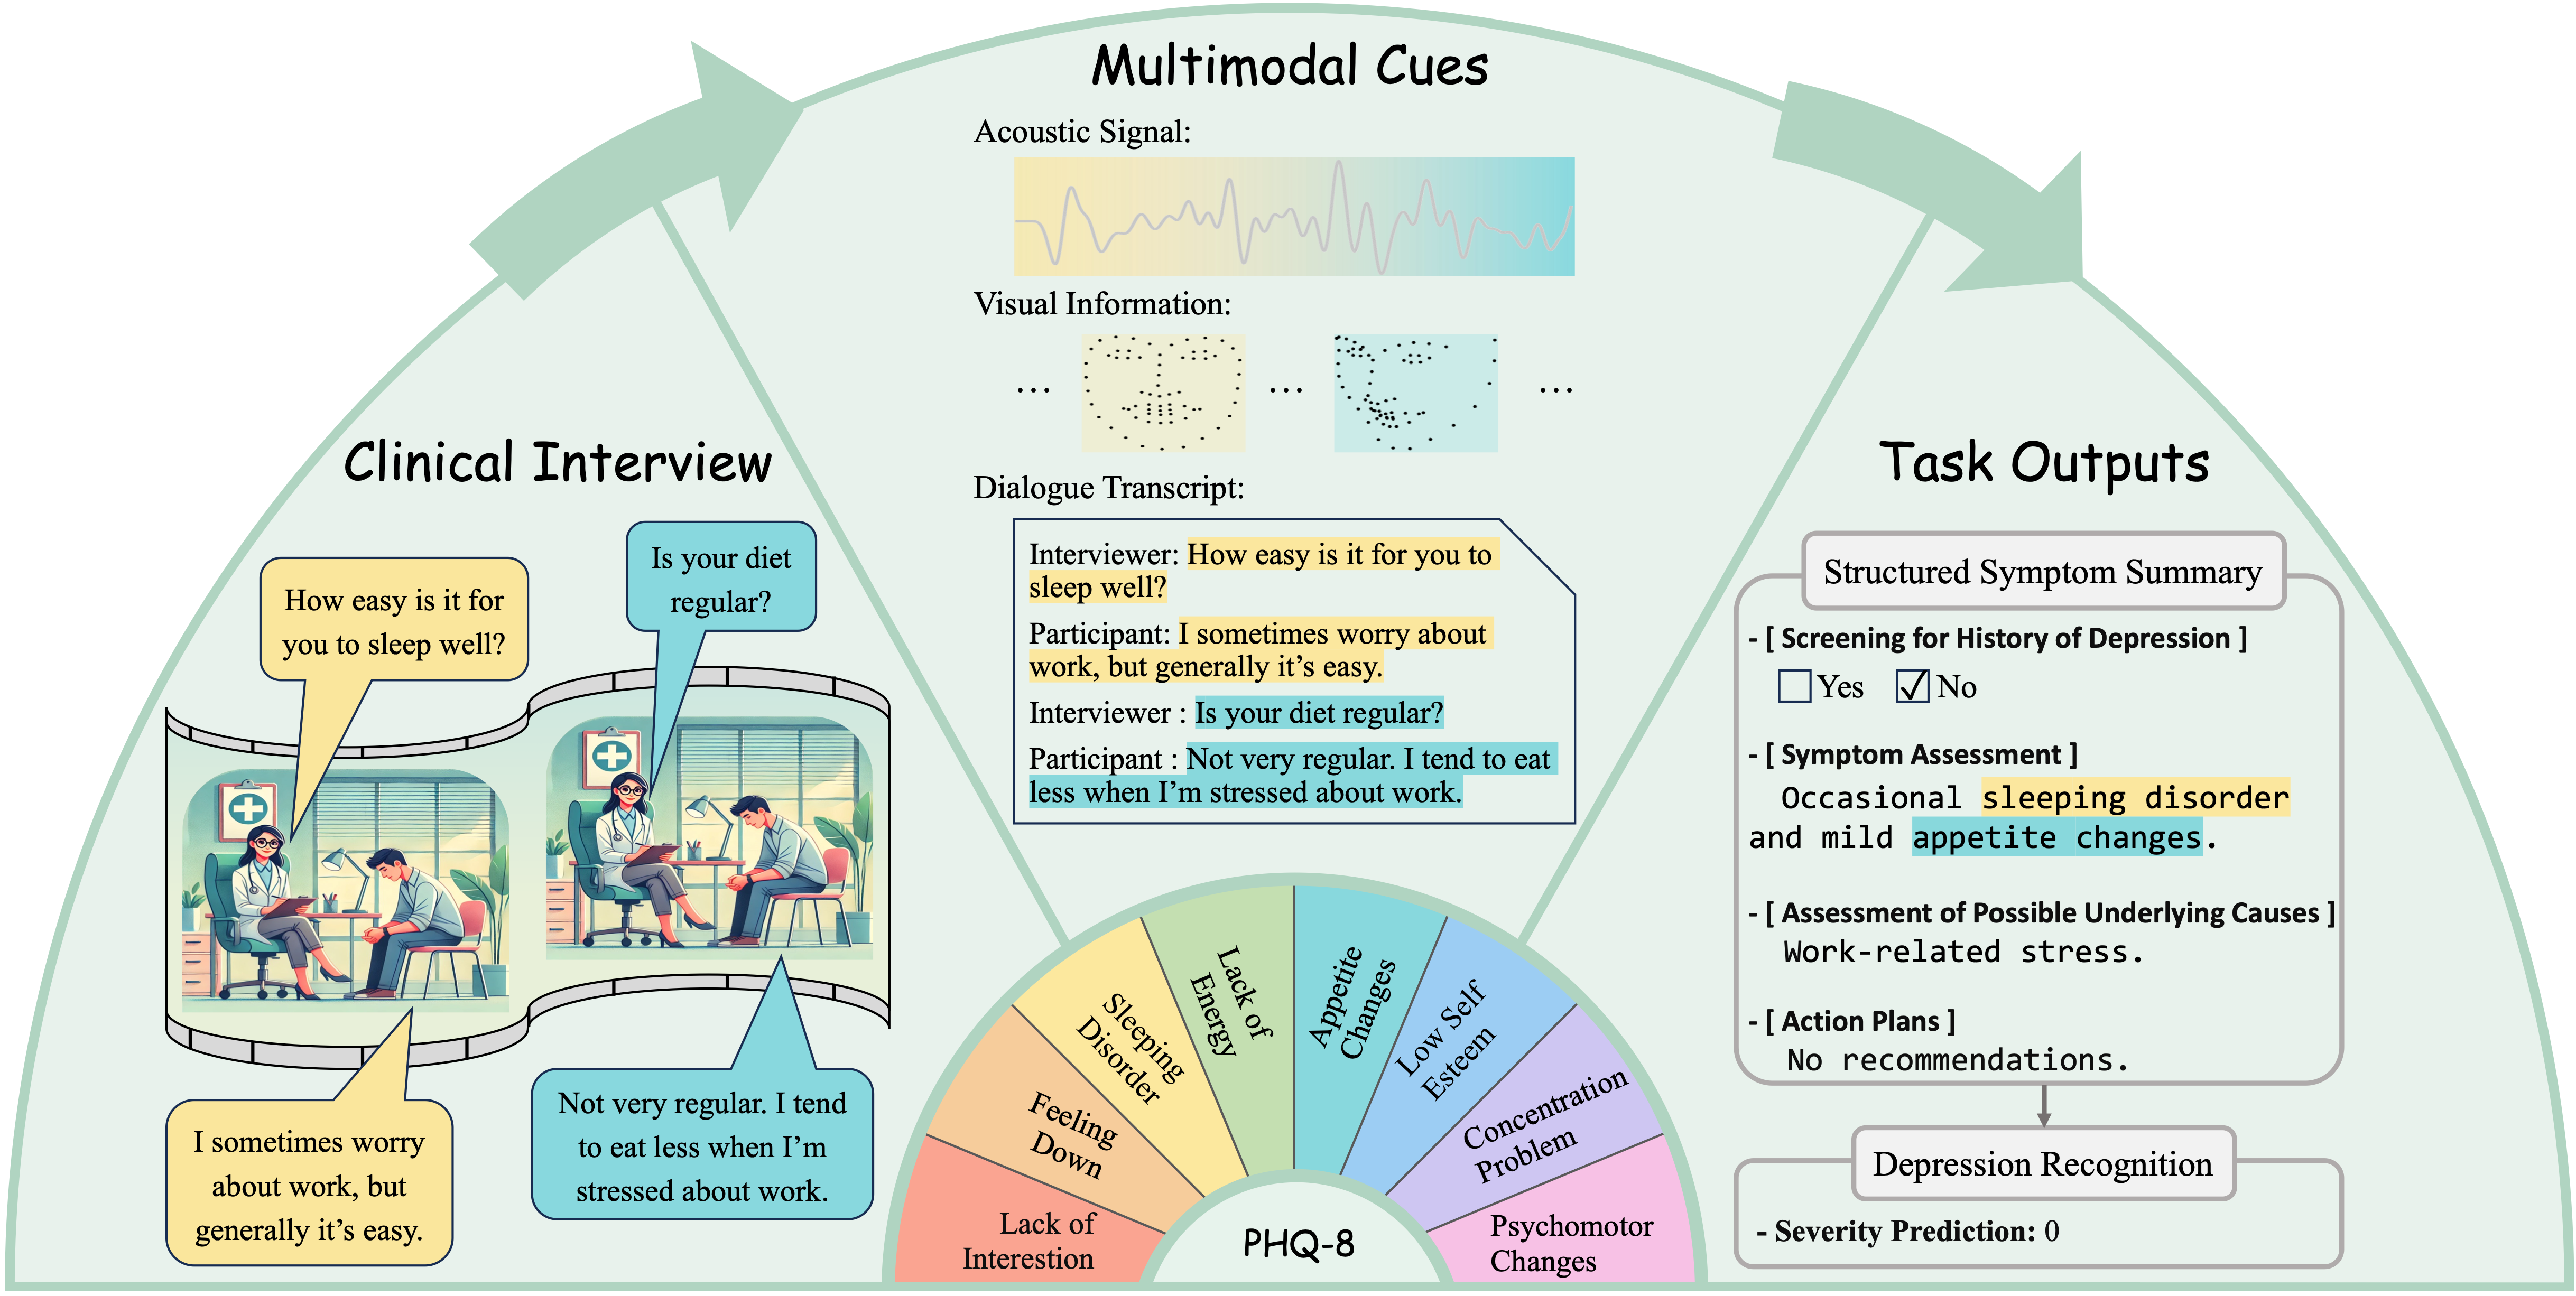 Clinical Interview
How easy is it for
you to sleep well?
Is your diet
regular?
I sometimes worry
about work, but
generally it's easy.
Not very regular. I tend
to eat less when I'm
stressed about work.
Multimodal Cues
Acoustic Signal:
Visual Information:
...
...
...
Dialogue Transcript:
Interviewer: How easy is it for you to
sleep well?
Participant: I sometimes worry about
work, but generally it's easy.
Interviewer : Is your diet regular?
Participant : Not very regular. I tend to eat
less when I'm stressed about work.
Lack of
Interestion
Feeling
Down
Sleeping
Disorder
Lack of
Energy
Appetite
Changes
Low Self
Esteem
Concentration
Problem
Psychomotor
Changes
PHQ-8
Task Outputs
Structured Symptom Summary
- [ Screening for History of Depression ]
Yes ✓ No
- [ Symptom Assessment ]
Occasional sleeping disorder
and mild appetite changes.
- [ Assessment of Possible Underlying Causes ]
Work-related stress.
- [ Action Plans ]
No recommendations.
Depression Recognition
- Severity Prediction: 0